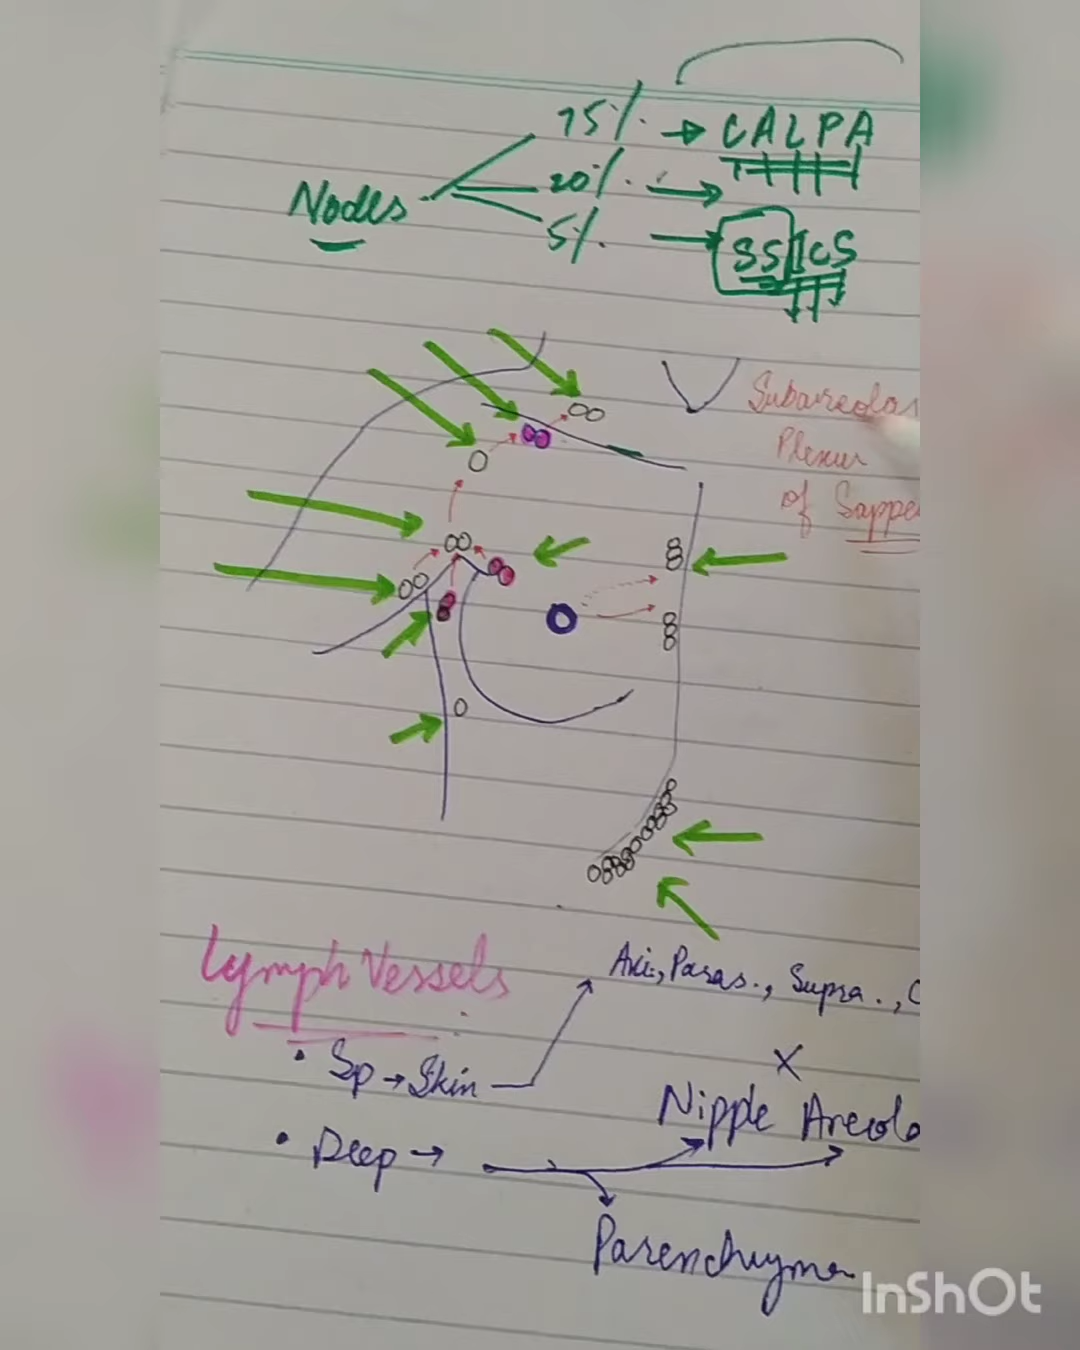 75% → CALPA
Nodes 20% →
5% → SS ICS
Subareolar
Plexus
of Sappe
Lymph Vessels
Axi., Paras., Supra., C
• Sp → Skin
X
Nipple Areola
• Deep →
Parenchyma
InShOt